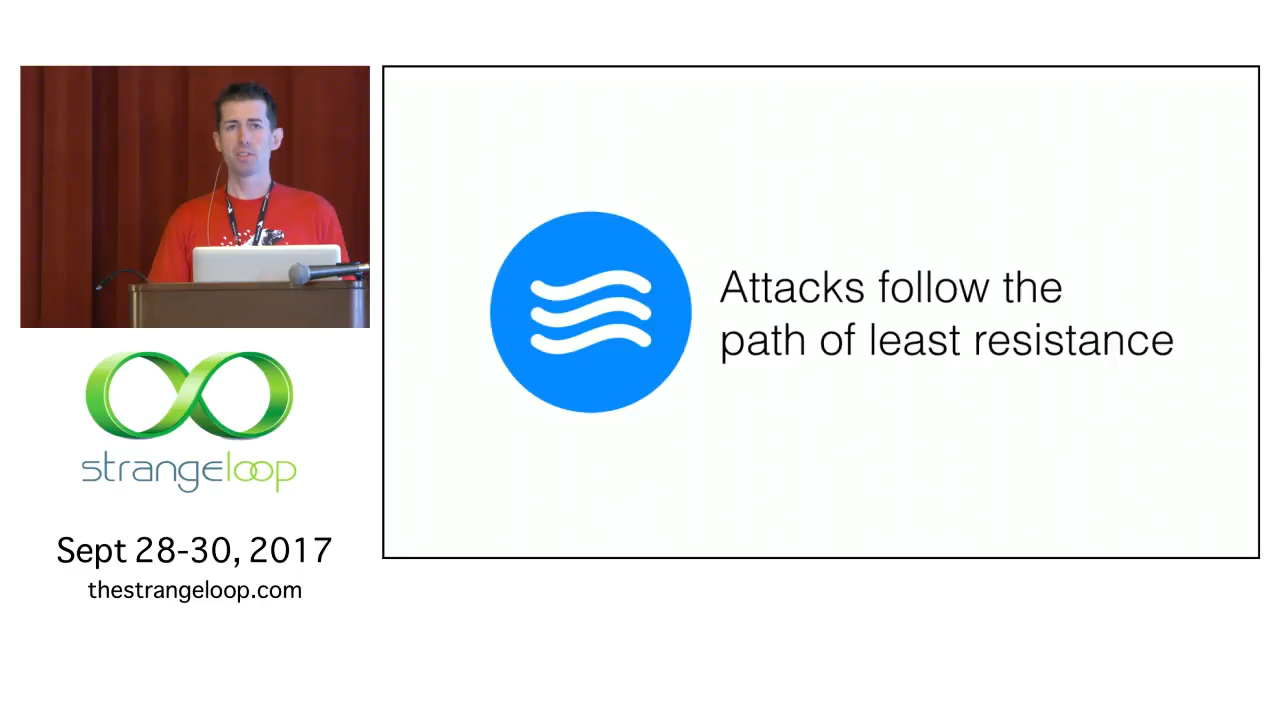 Attacks follow the
path of least resistance
strangeloop
Sept 28-30, 2017
thestrangeloop.com